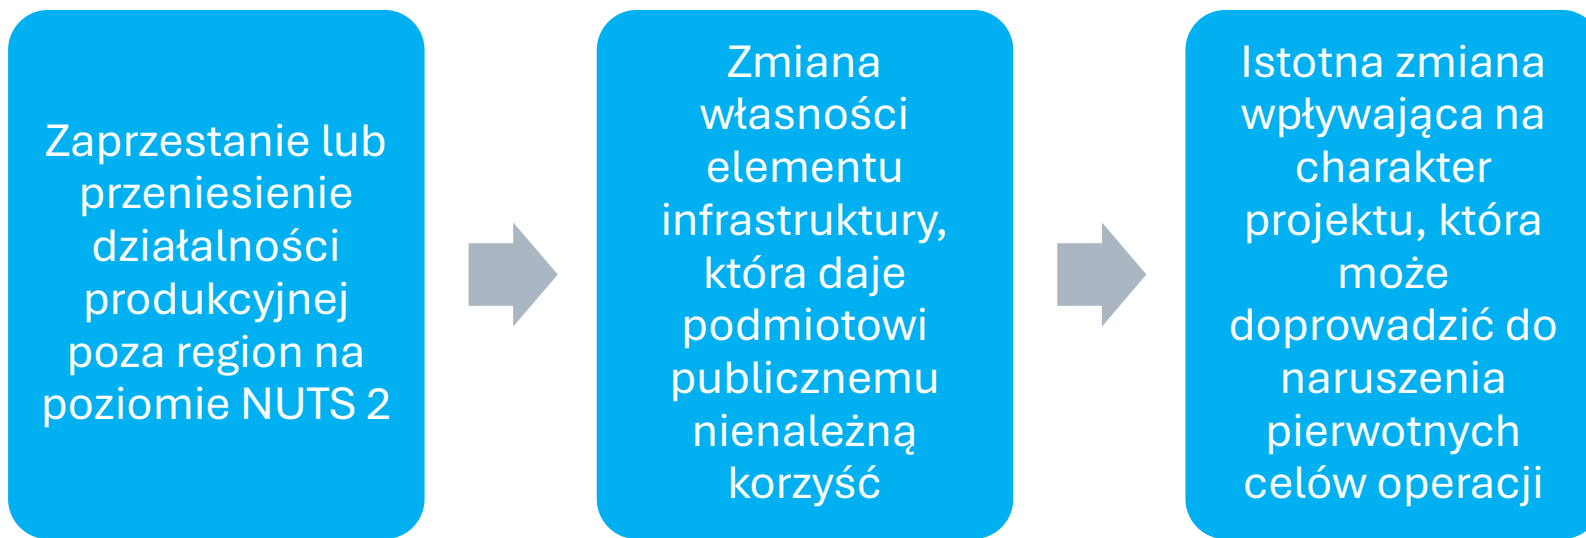 Zaprzestanie lub
przeniesienie
działalności
produkcyjnej
poza region na
poziomie NUTS 2
Zmiana
własności
elementu
infrastruktury,
która daje
podmiotowi
publicznemu
nienależną
korzyść
Istotna zmiana
wpływająca na
charakter
projektu, która
może
doprowadzić do
naruszenia
pierwotnych
celów operacji